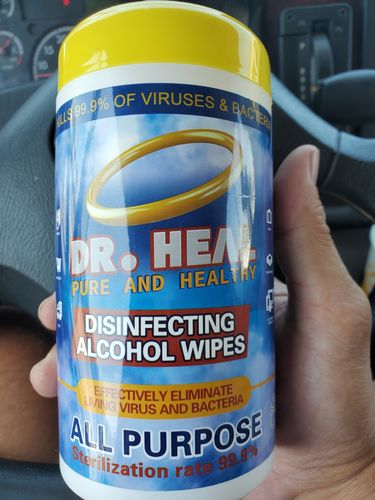 KILLS 99.9% OF VIRUSES & BACTERIA
DR. HEAL
PURE AND HEALTHY
DISINFECTING
ALCOHOL WIPES
EFFECTIVELY ELIMINATE
LIVING VIRUS AND BACTERIA
ALL PURPOSE
Sterilization rate 99.9%